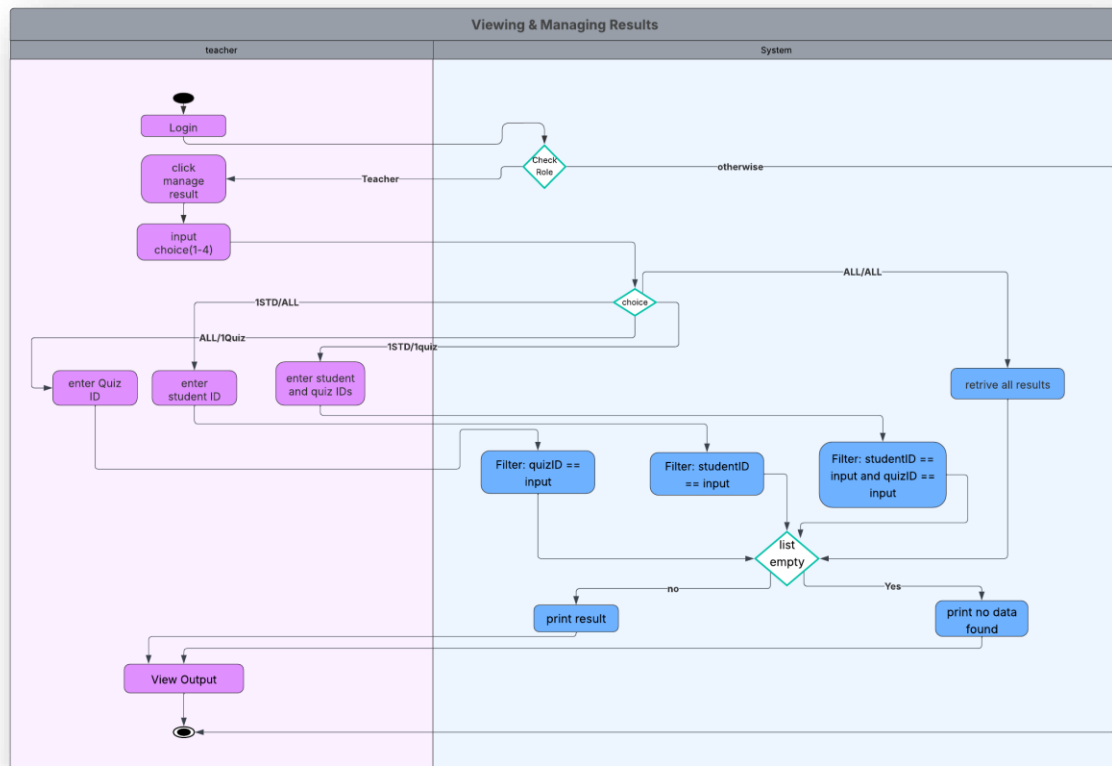 Viewing & Managing Results
teacher
System
Login
Check
Role
otherwise
click
manage
result
Teacher
input
choice(1-4)
ALL/ALL
1STD/ALL
choice
ALL/1Quiz
1STD/1quiz
enter Quiz
ID
enter
student ID
enter student
and quiz IDs
retrive all results
Filter: quizID ==
input
Filter: studentID
== input
Filter: studentID ==
input and quizID ==
input
list
empty
no
Yes
print result
print no data
found
View Output